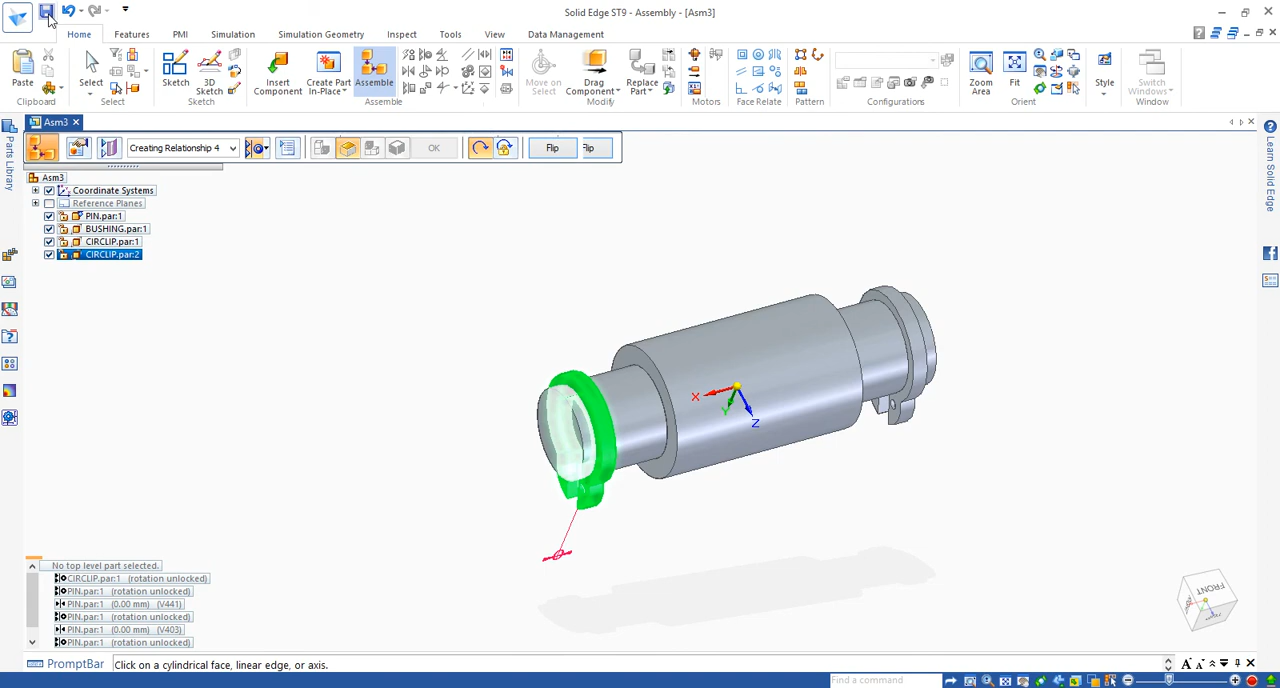 Solid Edge ST9 - Assembly - [Asm3]
Home Features PMI Simulation Simulation Geometry Inspect Tools View Data Management
Paste Select Sketch 3D Sketch Insert Component Create Part In-Place Assemble Move on Select Drag Component Replace Part Zoom Area Fit Style Switch Windows
Clipboard Select Sketch Assemble Modify Face Relate Motors Pattern Configurations Orient Window
Asm3
Creating Relationship 4 OK Flip Flip
Parts Library
Learn Solid Edge
Asm3
Coordinate Systems
Reference Planes
PIN.par:1
BUSHING.par:1
CIRCLIP.par:1
CIRCLIP.par:2
X
Y
Z
FRONT
No top level part selected.
CIRCLIP.par:1 (rotation unlocked)
PIN.par:1 (rotation unlocked)
PIN.par:1 (0.00 mm) (V441)
PIN.par:1 (rotation unlocked)
PIN.par:1 (0.00 mm) (V403)
PIN.par:1 (rotation unlocked)
PromptBar Click on a cylindrical face, linear edge, or axis.
Find a command